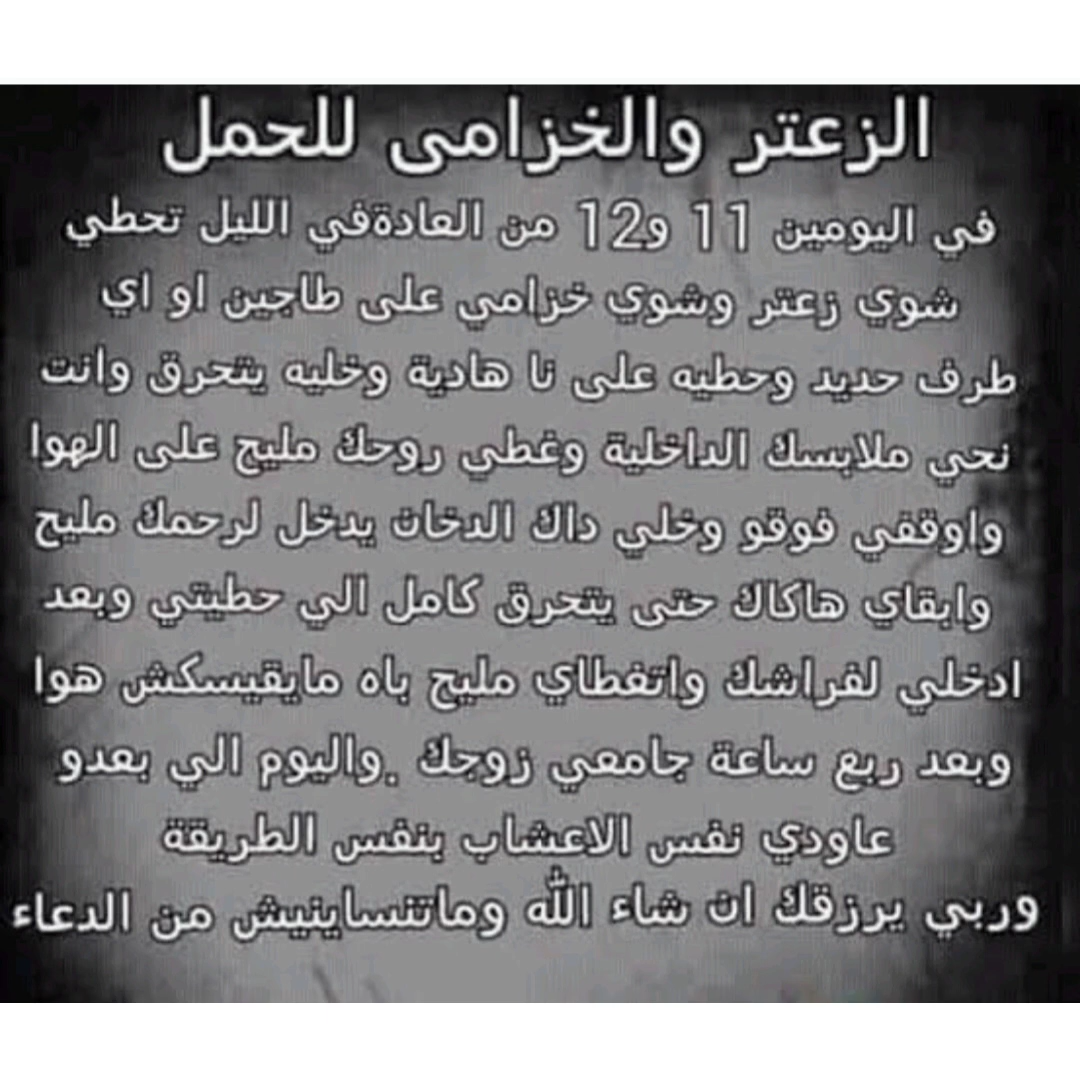 الزعتر والخزامى للحمل
في اليومين 11 و12 من العادةفي الليل تحطي
شوي زعتر وشوي خزامي على طاجين او اي
طرف حديد وحطيه على نا هادية وخليه يتحرق وانت
نحي ملابسك الداخلية وغطي روحك مليح على الهوا
واوقفي فوقو وخلي داك الدخان يدخل لرحمك مليح
وابقاي هاكاك حتى يتحرق كامل الي حطيتي وبعد
ادخلي لفراشك واتغطاي مليح باه مايقيسكش هوا
وبعد ربع ساعة جامعي زوجك .واليوم الي بعدو
عاودي نفس الاعشاب بنفس الطريقة
وربي يرزقك ان شاء الله وماتنساينيش من الدعاء